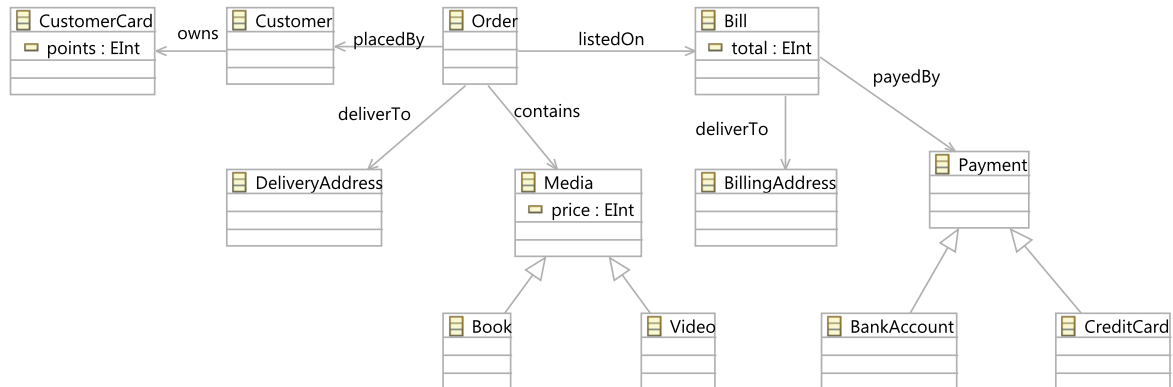 CustomerCard
points : EInt
owns
Customer
placedBy
Order
listedOn
Bill
total : EInt
payedBy
deliverTo
contains
deliverTo
DeliveryAddress
Media
price : EInt
BillingAddress
Payment
Book
Video
BankAccount
CreditCard